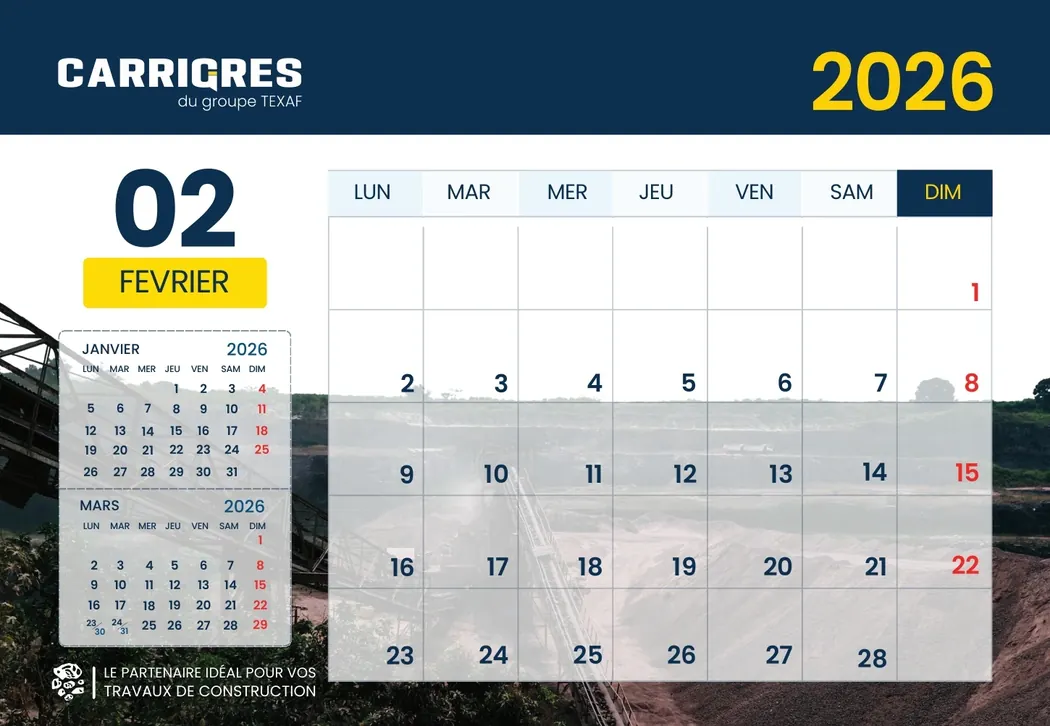 CARRIGRES
du groupe TEXAF
2026
02
FEVRIER
JANVIER 2026
LUN MAR MER JEU VEN SAM DIM
1 2 3 4
5 6 7 8 9 10 11
12 13 14 15 16 17 18
19 20 21 22 23 24 25
26 27 28 29 30 31
MARS 2026
LUN MAR MER JEU VEN SAM DIM
1
2 3 4 5 6 7 8
9 10 11 12 13 14 15
16 17 18 19 20 21 22
23/30 24/31 25 26 27 28 29
LE PARTENAIRE IDÉAL POUR VOS
TRAVAUX DE CONSTRUCTION
LUN MAR MER JEU VEN SAM DIM
1
2 3 4 5 6 7 8
9 10 11 12 13 14 15
16 17 18 19 20 21 22
23 24 25 26 27 28